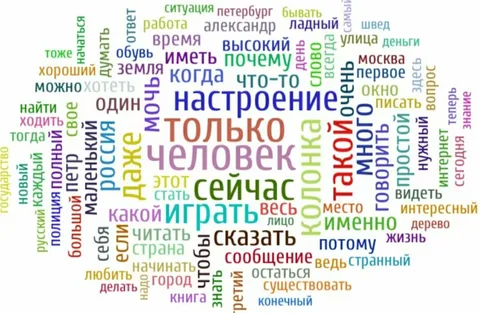 ситуация
петербург
бывать
самый
швед
начаться
ответ
работа
александр
ладный
улица
деньги
тоже
думать
обувь
время
высокий
день
слово
всегда
москва
хороший
земля
иметь
почему
очень
первое
здесь
вопрос
можно
хотеть
когда
что-то
окно
теперь
знание
найти
свое
один
мочь
настроение
много
писать
ходить
тогда
маленький
россия
даже
только
колонка
такой
говорить
простой
нужный
интернет
сегодня
государство
новый
каждый
полный
петр
человек
русский
полиция
большой
этот
сейчас
видеть
стать
какой
играть
весь
место
интересный
лицо
именно
дерево
себя
если
читать
чтобы
сказать
потому
жизнь
страна
сообщение
ведь
странный
любить
начинать
остаться
делать
надо
город
знать
третий
существовать
книга
конечный